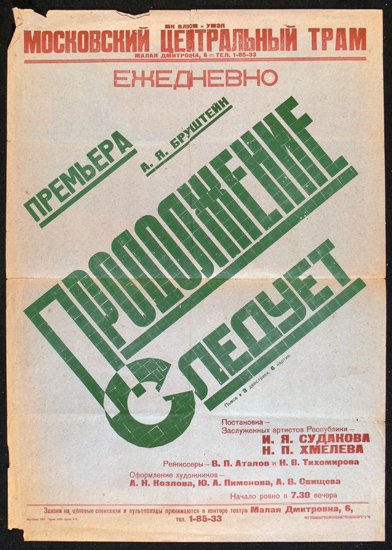 МК ВЛКСМ - УМЗП
МОСКОВСКИЙ ЦЕНТРАЛЬНЫЙ ТРАМ
МАЛАЯ ДМИТРОВКА, 6 — ТЕЛ. 1-85-33
ЕЖЕДНЕВНО
ПРЕМЬЕРА
А. Я. БРУШТЕЙН
ПРОДОЛЖЕНИЕ
СЛЕДУЕТ
Пьеса в 3 действиях, 6 картин
Постановка —
Заслуженных артистов Республики —
И. Я. СУДАКОВА
Н. П. ХМЕЛЕВА
Режиссеры — В. П. Аталов и Н. В. Тихомирова
Оформление художников —
А. Н. Козлова, Ю. А. Пименова, А. В. Свищева
Начало ровно в 7.30 вечера
Заявки на целевые спектакли и культпоходы принимаются в конторе театра Малая Дмитровка, 6,
тел. 1-85-33